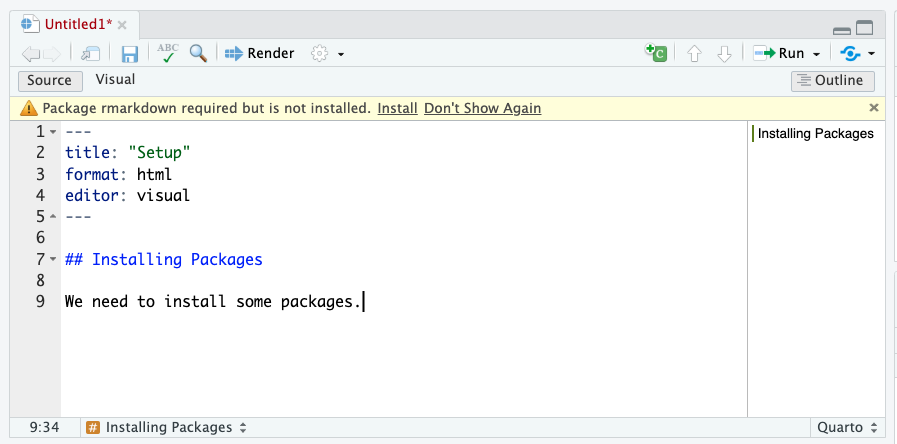 Untitled1*
ABC Render C Run
Source Visual Outline
Package rmarkdown required but is not installed. Install Don't Show Again
1 --- Installing Packages
2 title: "Setup"
3 format: html
4 editor: visual
5 ---
6
7 ## Installing Packages
8
9 We need to install some packages.
9:34 # Installing Packages Quarto